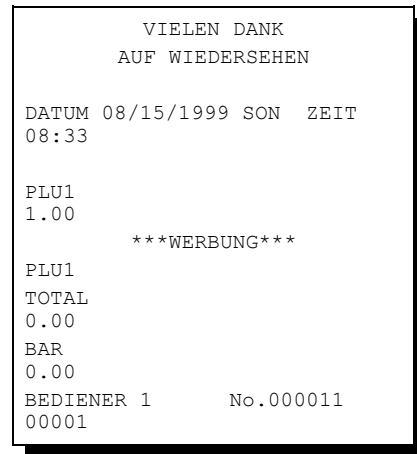 VIELEN DANK
AUF WIEDERSEHEN
DATUM 08/15/1999 SON ZEIT
08:33
PLU1
1.00
***WERBUNG***
PLU1
TOTAL
0.00
BAR
0.00
BEDIENER 1 No.000011
00001